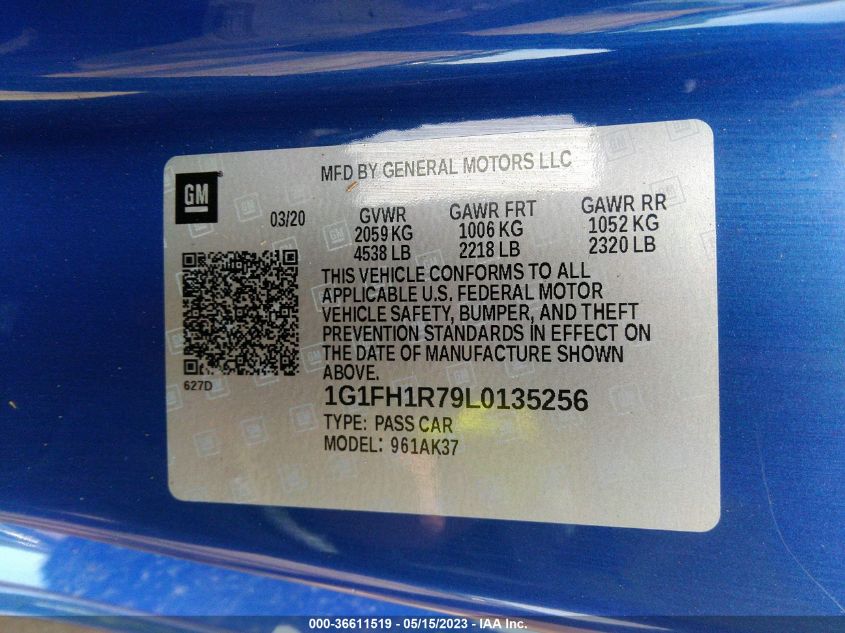 MFD BY GENERAL MOTORS LLC
GM
03/20
GVWR GAWR FRT GAWR RR
2059 KG 1006 KG 1052 KG
4538 LB 2218 LB 2320 LB
THIS VEHICLE CONFORMS TO ALL
APPLICABLE U.S. FEDERAL MOTOR
VEHICLE SAFETY, BUMPER, AND THEFT
PREVENTION STANDARDS IN EFFECT ON
THE DATE OF MANUFACTURE SHOWN
ABOVE.
627D
1G1FH1R79L0135256
TYPE: PASS CAR
MODEL: 961AK37
000-36611519 - 05/15/2023 - IAA Inc.